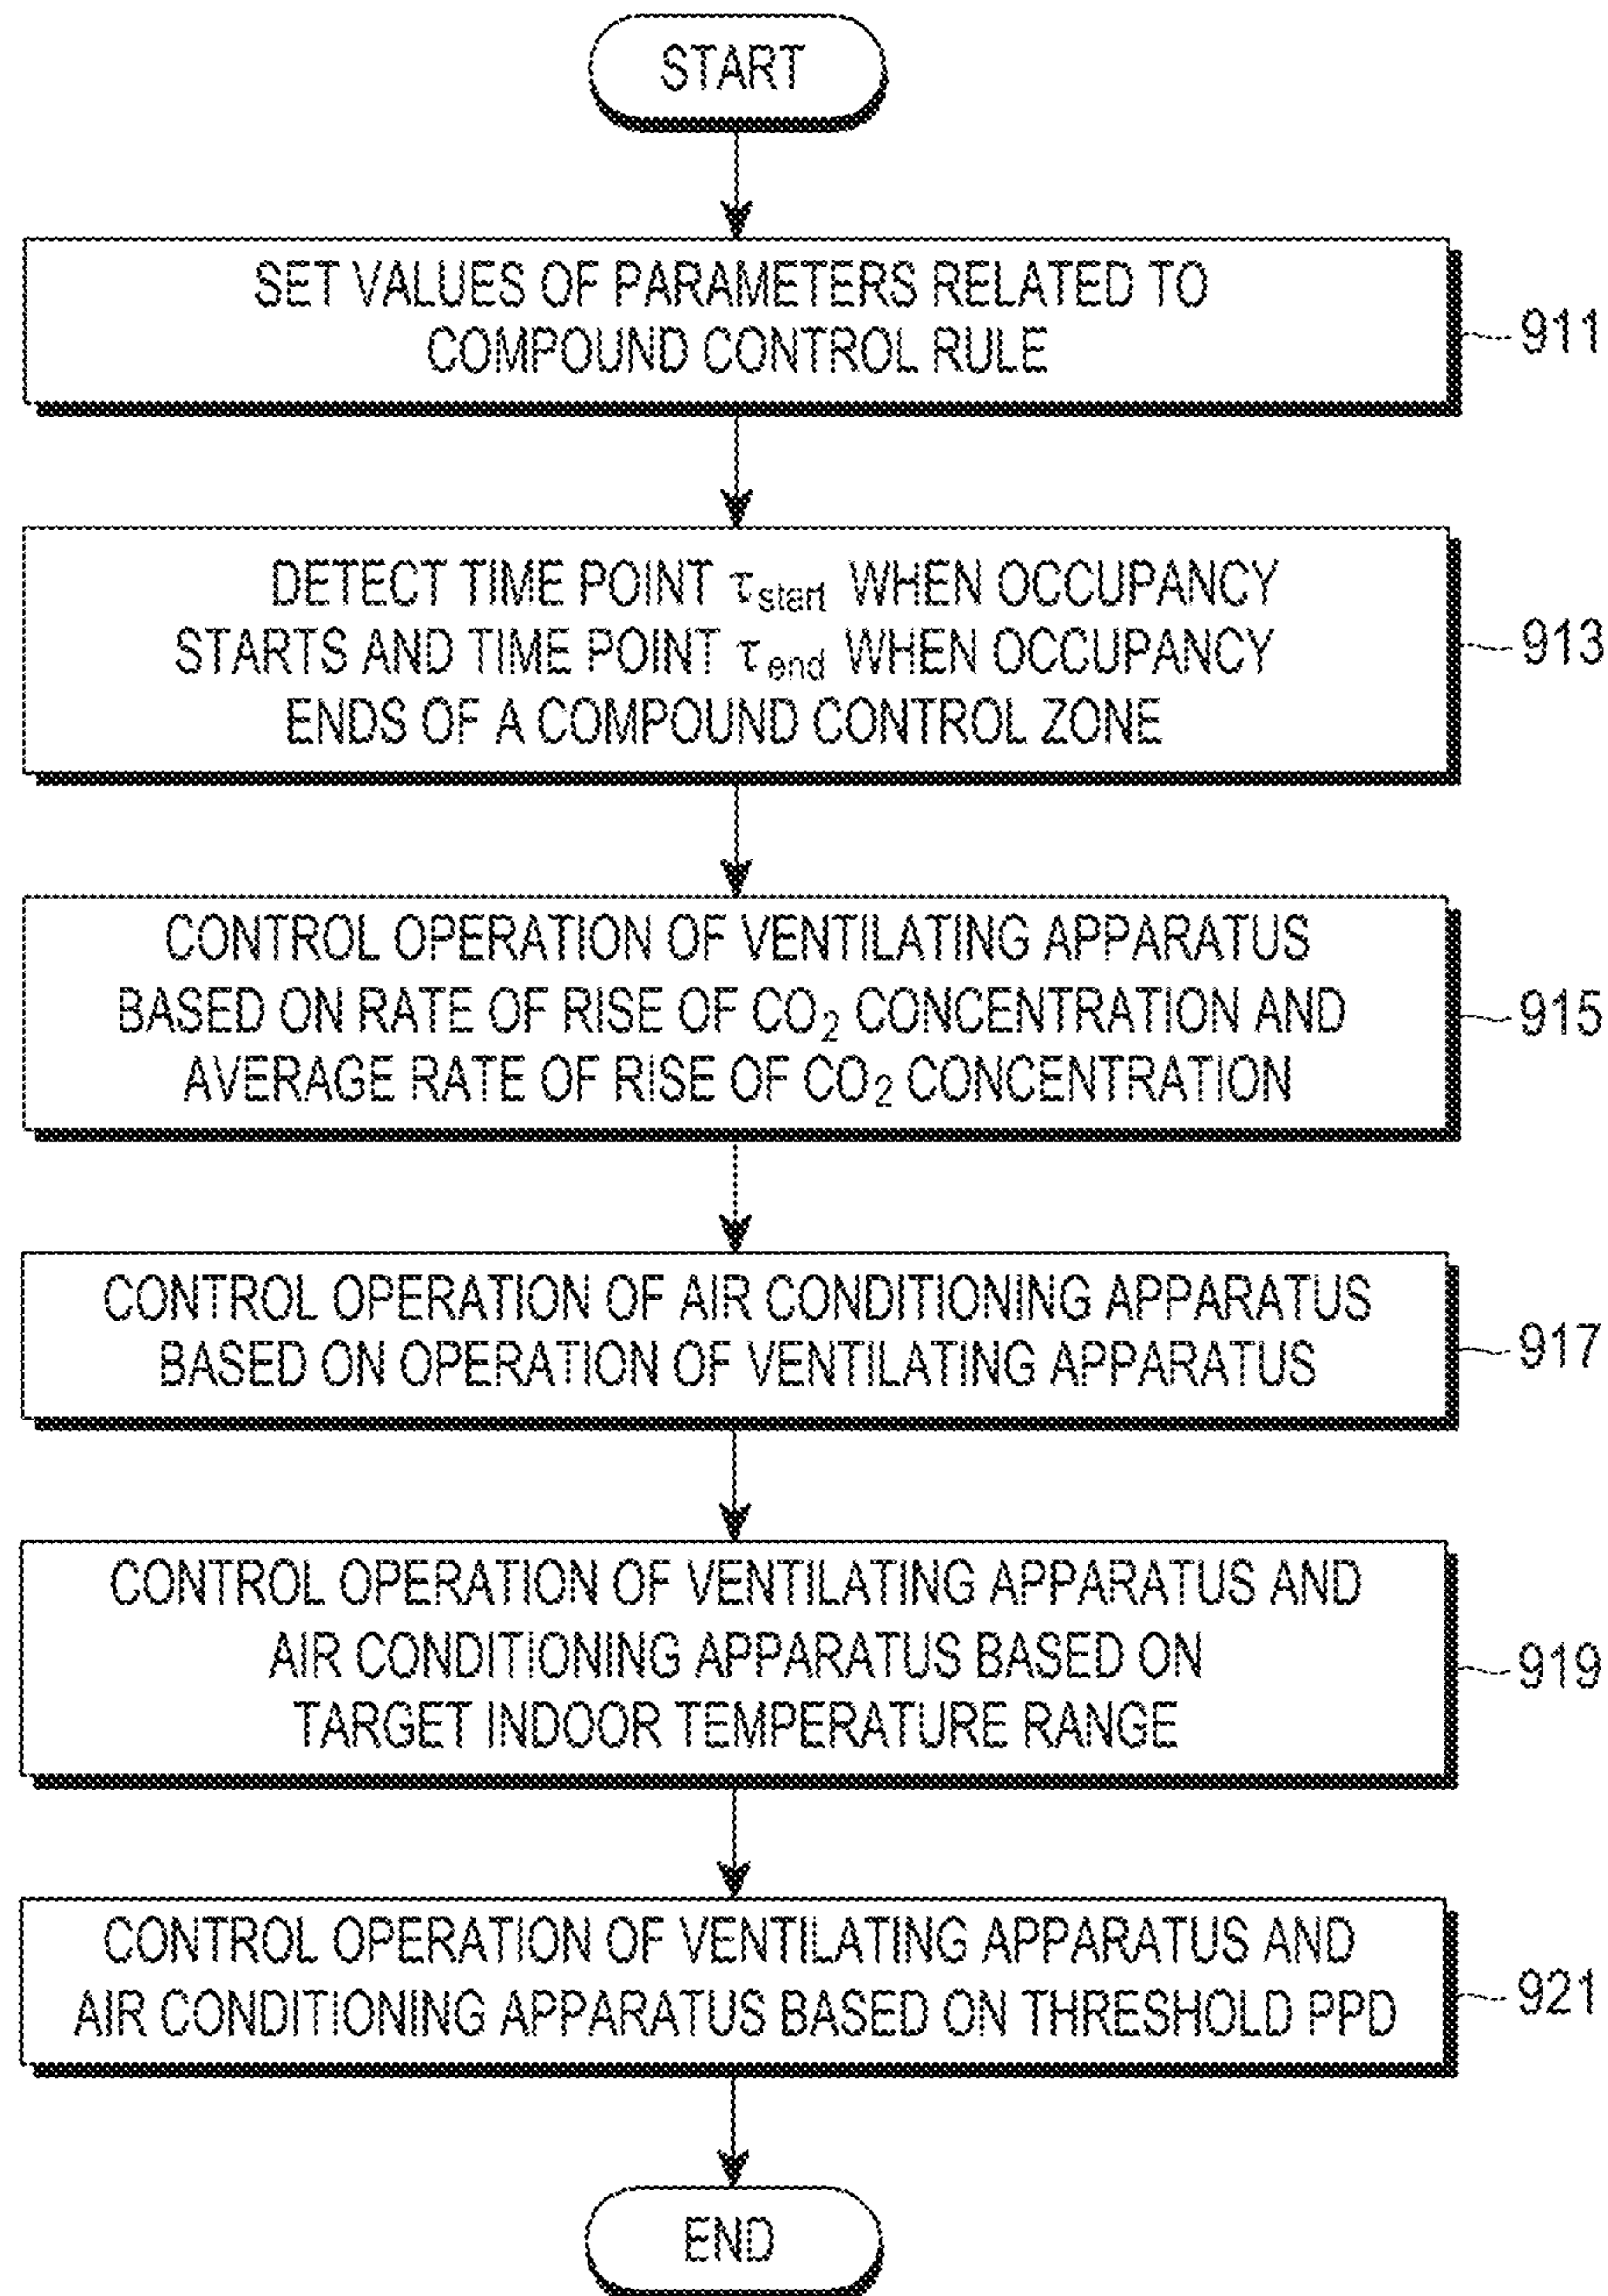 START
SET VALUES OF PARAMETERS RELATED TO
COMPOUND CONTROL RULE
911
DETECT TIME POINT τstart WHEN OCCUPANCY
STARTS AND TIME POINT τend WHEN OCCUPANCY
ENDS OF A COMPOUND CONTROL ZONE
913
CONTROL OPERATION OF VENTILATING APPARATUS
BASED ON RATE OF RISE OF CO₂ CONCENTRATION AND
AVERAGE RATE OF RISE OF CO₂ CONCENTRATION
915
CONTROL OPERATION OF AIR CONDITIONING APPARATUS
BASED ON OPERATION OF VENTILATING APPARATUS
917
CONTROL OPERATION OF VENTILATING APPARATUS AND
AIR CONDITIONING APPARATUS BASED ON
TARGET INDOOR TEMPERATURE RANGE
919
CONTROL OPERATION OF VENTILATING APPARATUS AND
AIR CONDITIONING APPARATUS BASED ON THRESHOLD PPD
921
END